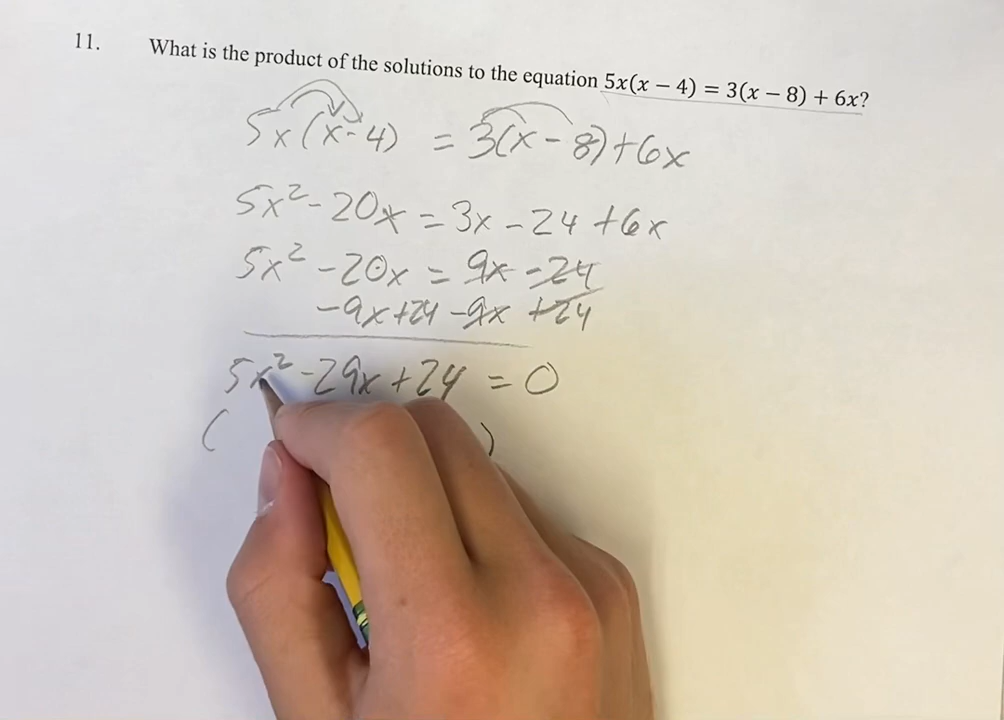 11. What is the product of the solutions to the equation 5x(x − 4) = 3(x − 8) + 6x?
5x(x-4) = 3(x-8)+6x
5x²-20x = 3x-24+6x
5x²-20x = 9x-24
-9x+24 -9x +24
5x²-29x+24 = 0
( )